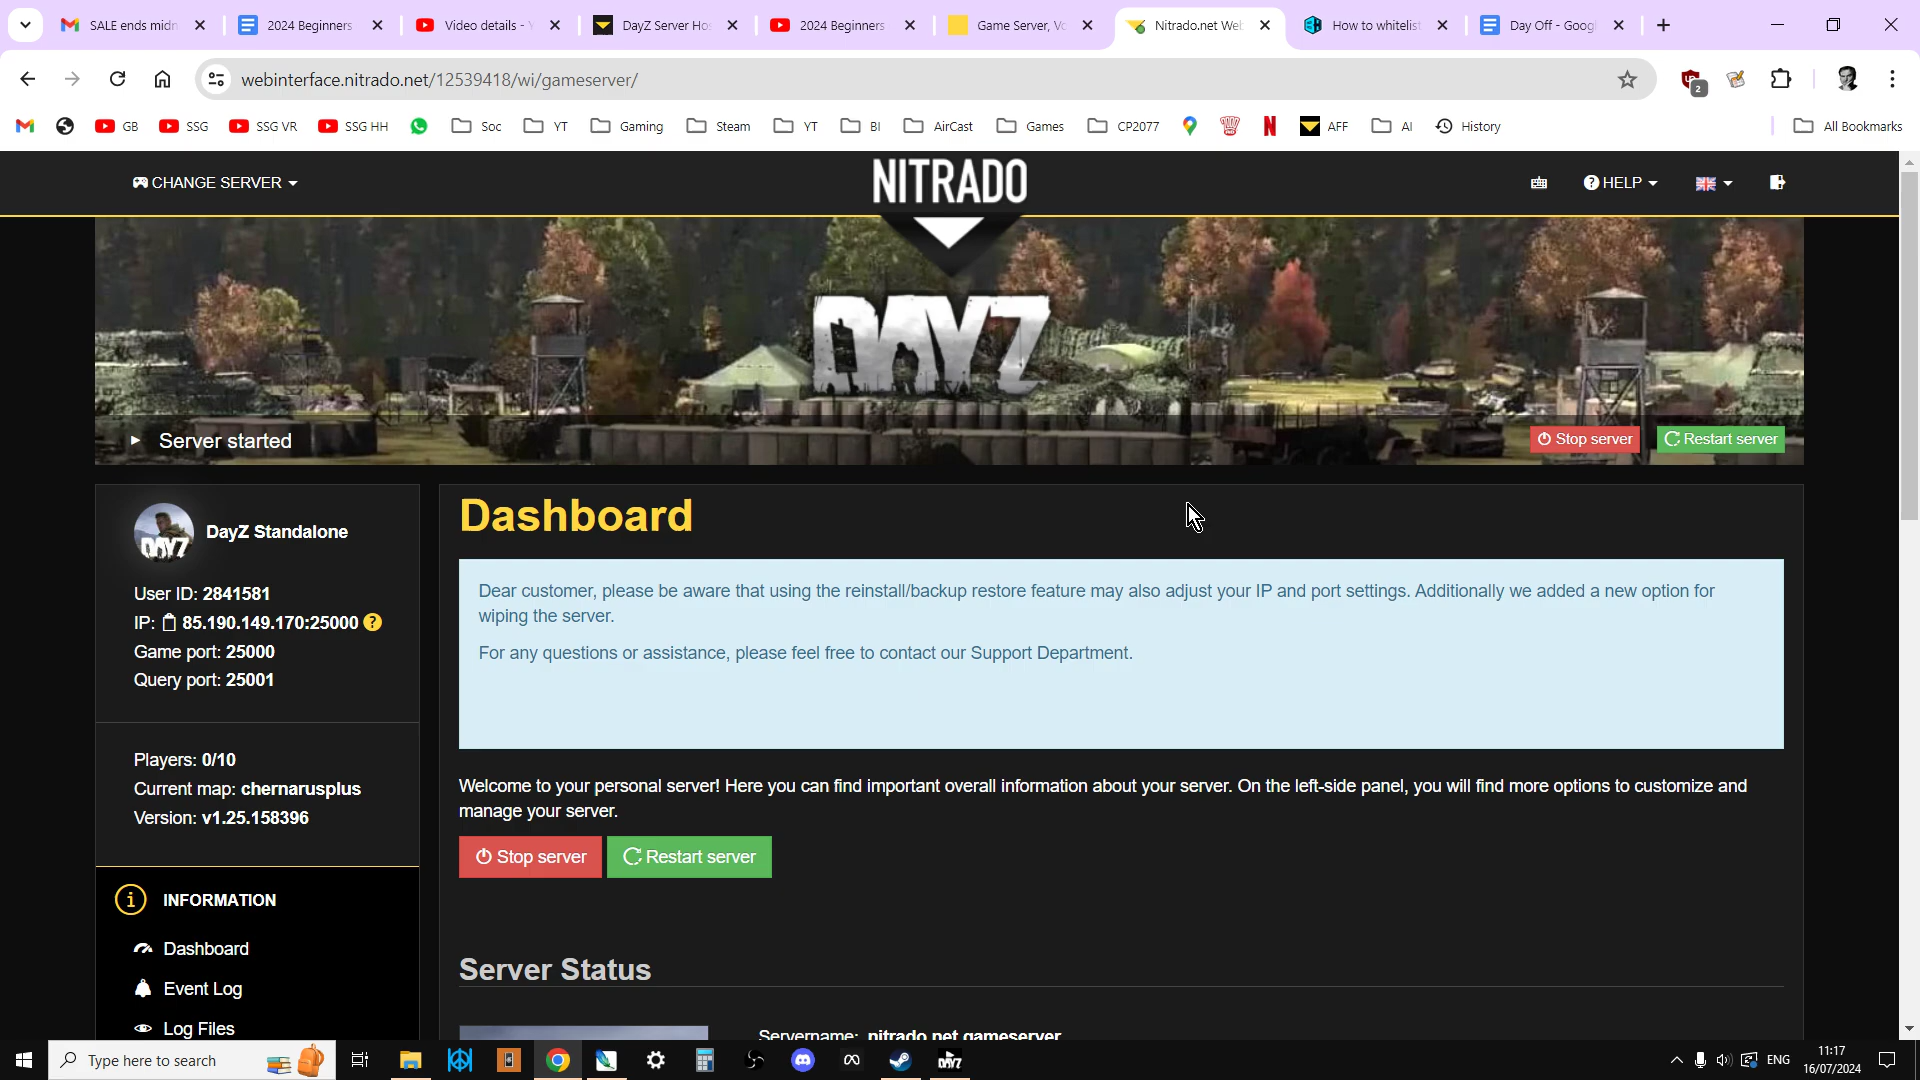 SALE ends midn
2024 Beginners
Video details - Y
DayZ Server Ho
2024 Beginners
Game Server, Vo
Nitrado.net We
How to whitelist
Day Off - Goog
webinterface.nitrado.net/12539418/wi/gameserver/
2
GB
SSG
SSG VR
SSG HH
Soc
YT
Gaming
Steam
YT
BI
AirCast
Games
CP2077
AFF
AI
History
All Bookmarks
CHANGE SERVER
NITRADO
HELP
DAYZ
Server started
Stop server
Restart server
DAYZ
DayZ Standalone
User ID: 2841581
IP: 85.190.149.170:25000 ?
Game port: 25000
Query port: 25001
Players: 0/10
Current map: chernarusplus
Version: v1.25.158396
INFORMATION
Dashboard
Event Log
Log Files
Dashboard
Dear customer, please be aware that using the reinstall/backup restore feature may also adjust your IP and port settings. Additionally we added a new option for
wiping the server.
For any questions or assistance, please feel free to contact our Support Department.
Welcome to your personal server! Here you can find important overall information about your server. On the left-side panel, you will find more options to customize and
manage your server.
Stop server
Restart server
Server Status
Servername: nitrado.net gameserver
Type here to search
DAYZ
ENG
11:17
16/07/2024